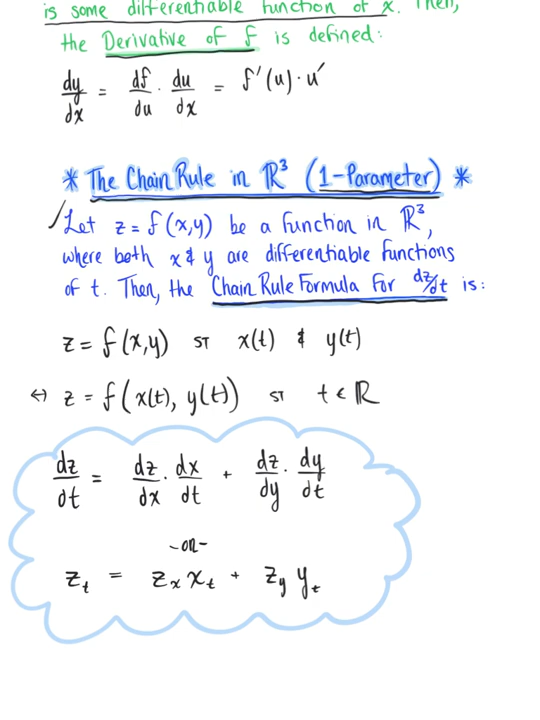 is some differentiable function of x. Then,
the Derivative of f is defined:
dy/dx = df/du · du/dx = f'(u) · u'
* The Chain Rule in ℝ³ (1-Parameter) *
Let z = f(x,y) be a function in ℝ³,
where both x & y are differentiable functions
of t. Then, the Chain Rule Formula for dz/dt is:
z = f(x,y) ST x(t) & y(t)
⇔ z = f(x(t), y(t)) ST t ∈ ℝ
dz/dt = dz/dx · dx/dt + dz/dy · dy/dt
-OR-
z_t = z_x x_t + z_y y_t